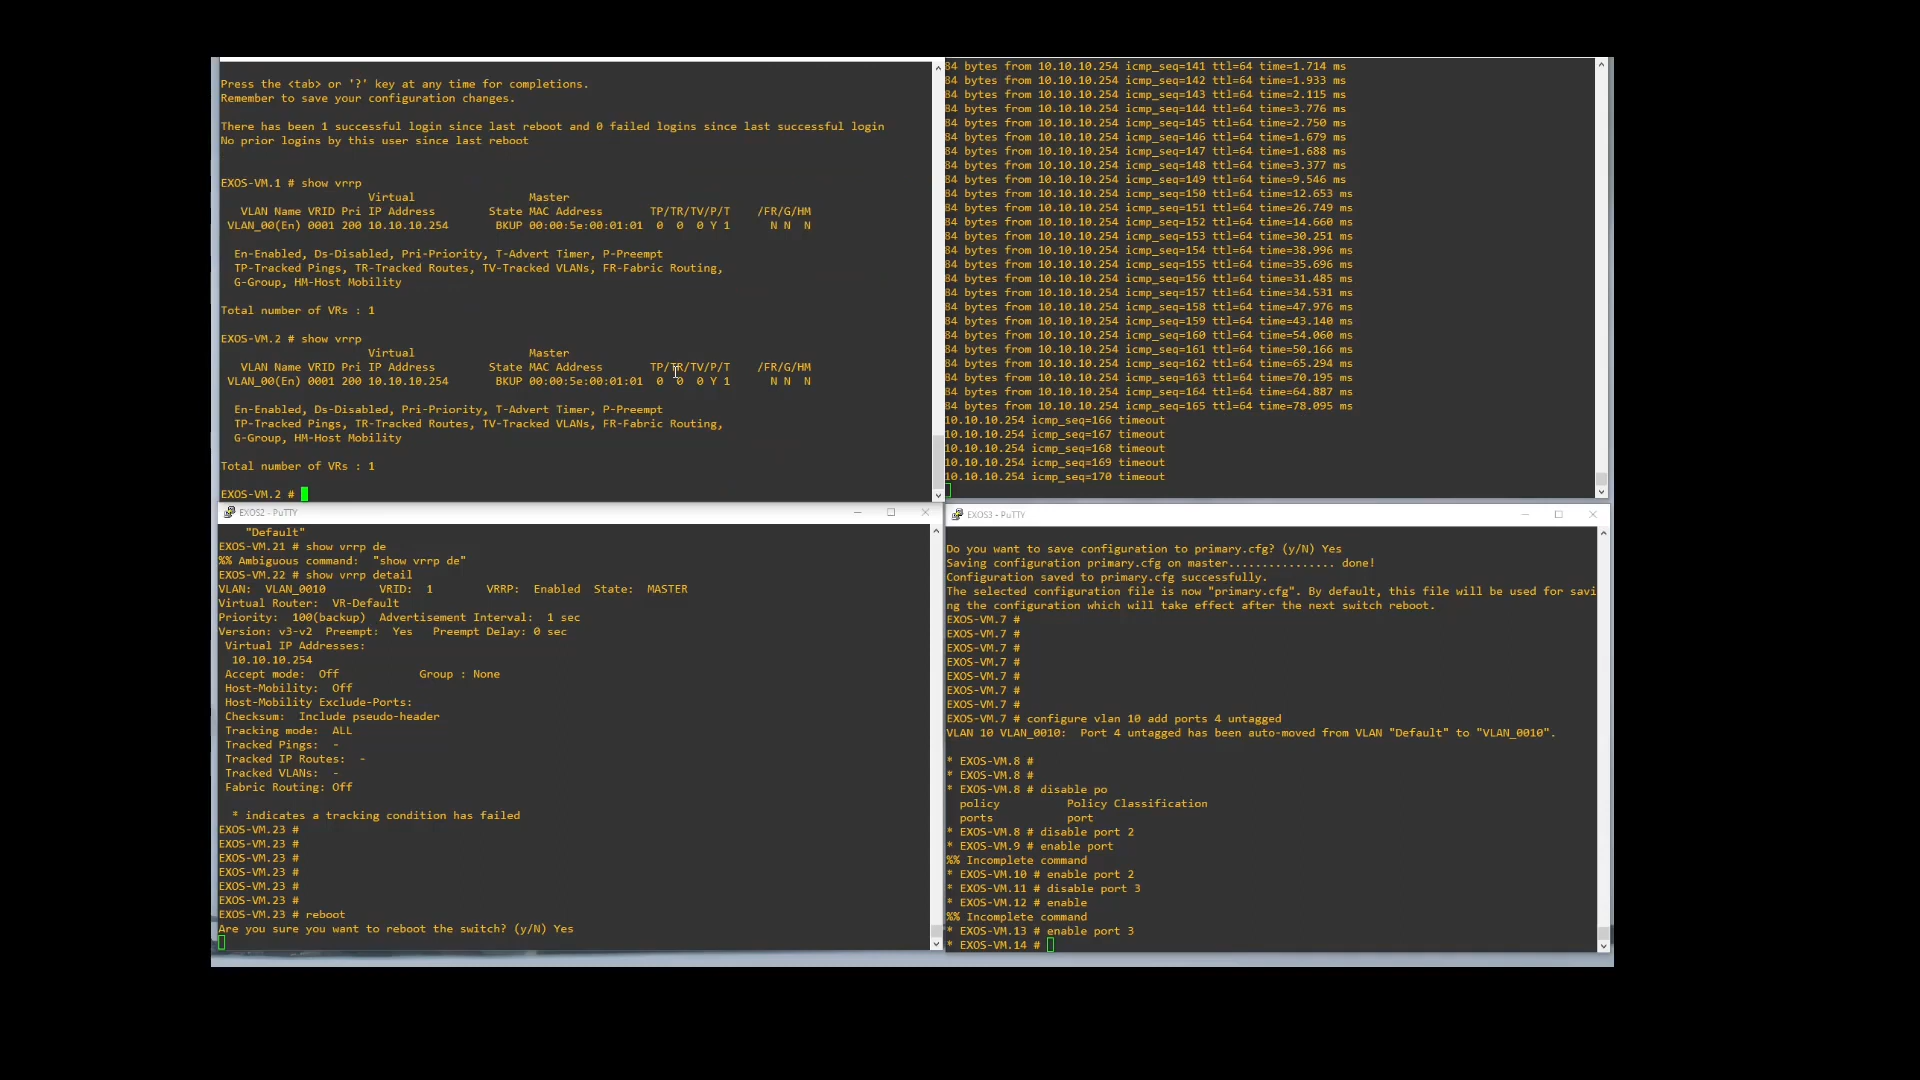 Press the <tab> or '?' key at any time for completions.
Remember to save your configuration changes.
There has been 1 successful login since last reboot and 0 failed logins since last successful login
No prior logins by this user since last reboot
EXOS-VM.1 # show vrrp
Virtual Master
VLAN Name VRID Pri IP Address State MAC Address TP/TR/TV/P/T /FR/G/HM
VLAN_00(En) 0001 200 10.10.10.254 BKUP 00:00:5e:00:01:01 0 0 0 Y 1 N N N
En-Enabled, Ds-Disabled, Pri-Priority, T-Advert Timer, P-Preempt
TP-Tracked Pings, TR-Tracked Routes, TV-Tracked VLANs, FR-Fabric Routing,
G-Group, HM-Host Mobility
Total number of VRs : 1
EXOS-VM.2 # show vrrp
Virtual Master
VLAN Name VRID Pri IP Address State MAC Address TP/TR/TV/P/T /FR/G/HM
VLAN_00(En) 0001 200 10.10.10.254 BKUP 00:00:5e:00:01:01 0 0 0 Y 1 N N N
En-Enabled, Ds-Disabled, Pri-Priority, T-Advert Timer, P-Preempt
TP-Tracked Pings, TR-Tracked Routes, TV-Tracked VLANs, FR-Fabric Routing,
G-Group, HM-Host Mobility
Total number of VRs : 1
EXOS-VM.2 #
84 bytes from 10.10.10.254 icmp_seq=141 ttl=64 time=1.714 ms
84 bytes from 10.10.10.254 icmp_seq=142 ttl=64 time=1.933 ms
84 bytes from 10.10.10.254 icmp_seq=143 ttl=64 time=2.115 ms
84 bytes from 10.10.10.254 icmp_seq=144 ttl=64 time=3.776 ms
84 bytes from 10.10.10.254 icmp_seq=145 ttl=64 time=2.750 ms
84 bytes from 10.10.10.254 icmp_seq=146 ttl=64 time=1.679 ms
84 bytes from 10.10.10.254 icmp_seq=147 ttl=64 time=1.688 ms
84 bytes from 10.10.10.254 icmp_seq=148 ttl=64 time=3.377 ms
84 bytes from 10.10.10.254 icmp_seq=149 ttl=64 time=9.546 ms
84 bytes from 10.10.10.254 icmp_seq=150 ttl=64 time=12.653 ms
84 bytes from 10.10.10.254 icmp_seq=151 ttl=64 time=26.749 ms
84 bytes from 10.10.10.254 icmp_seq=152 ttl=64 time=14.660 ms
84 bytes from 10.10.10.254 icmp_seq=153 ttl=64 time=30.251 ms
84 bytes from 10.10.10.254 icmp_seq=154 ttl=64 time=38.996 ms
84 bytes from 10.10.10.254 icmp_seq=155 ttl=64 time=35.696 ms
84 bytes from 10.10.10.254 icmp_seq=156 ttl=64 time=31.485 ms
84 bytes from 10.10.10.254 icmp_seq=157 ttl=64 time=34.531 ms
84 bytes from 10.10.10.254 icmp_seq=158 ttl=64 time=47.976 ms
84 bytes from 10.10.10.254 icmp_seq=159 ttl=64 time=43.140 ms
84 bytes from 10.10.10.254 icmp_seq=160 ttl=64 time=54.060 ms
84 bytes from 10.10.10.254 icmp_seq=161 ttl=64 time=50.166 ms
84 bytes from 10.10.10.254 icmp_seq=162 ttl=64 time=65.294 ms
84 bytes from 10.10.10.254 icmp_seq=163 ttl=64 time=70.195 ms
84 bytes from 10.10.10.254 icmp_seq=164 ttl=64 time=64.887 ms
84 bytes from 10.10.10.254 icmp_seq=165 ttl=64 time=78.095 ms
10.10.10.254 icmp_seq=166 timeout
10.10.10.254 icmp_seq=167 timeout
10.10.10.254 icmp_seq=168 timeout
10.10.10.254 icmp_seq=169 timeout
10.10.10.254 icmp_seq=170 timeout
EXOS2 - PuTTY
"Default"
EXOS-VM.21 # show vrrp de
%% Ambiguous command: "show vrrp de"
EXOS-VM.22 # show vrrp detail
VLAN: VLAN_0010 VRID: 1 VRRP: Enabled State: MASTER
Virtual Router: VR-Default
Priority: 100(backup) Advertisement Interval: 1 sec
Version: v3-v2 Preempt: Yes Preempt Delay: 0 sec
Virtual IP Addresses:
10.10.10.254
Accept mode: Off Group : None
Host-Mobility: Off
Host-Mobility Exclude-Ports:
Checksum: Include pseudo-header
Tracking mode: ALL
Tracked Pings: -
Tracked IP Routes: -
Tracked VLANs: -
Fabric Routing: Off
* indicates a tracking condition has failed
EXOS-VM.23 #
EXOS-VM.23 #
EXOS-VM.23 #
EXOS-VM.23 #
EXOS-VM.23 #
EXOS-VM.23 #
EXOS-VM.23 # reboot
Are you sure you want to reboot the switch? (y/N) Yes
EXOS3 - PuTTY
Do you want to save configuration to primary.cfg? (y/N) Yes
Saving configuration primary.cfg on master................ done!
Configuration saved to primary.cfg successfully.
The selected configuration file is now "primary.cfg". By default, this file will be used for savi
ng the configuration which will take effect after the next switch reboot.
EXOS-VM.7 #
EXOS-VM.7 #
EXOS-VM.7 #
EXOS-VM.7 #
EXOS-VM.7 #
EXOS-VM.7 #
EXOS-VM.7 #
EXOS-VM.7 # configure vlan 10 add ports 4 untagged
VLAN 10 VLAN_0010: Port 4 untagged has been auto-moved from VLAN "Default" to "VLAN_0010".
* EXOS-VM.8 #
* EXOS-VM.8 #
* EXOS-VM.8 # disable po
policy Policy Classification
ports port
* EXOS-VM.8 # disable port 2
* EXOS-VM.9 # enable port
%% Incomplete command
* EXOS-VM.10 # enable port 2
* EXOS-VM.11 # disable port 3
* EXOS-VM.12 # enable
%% Incomplete command
* EXOS-VM.13 # enable port 3
* EXOS-VM.14 #